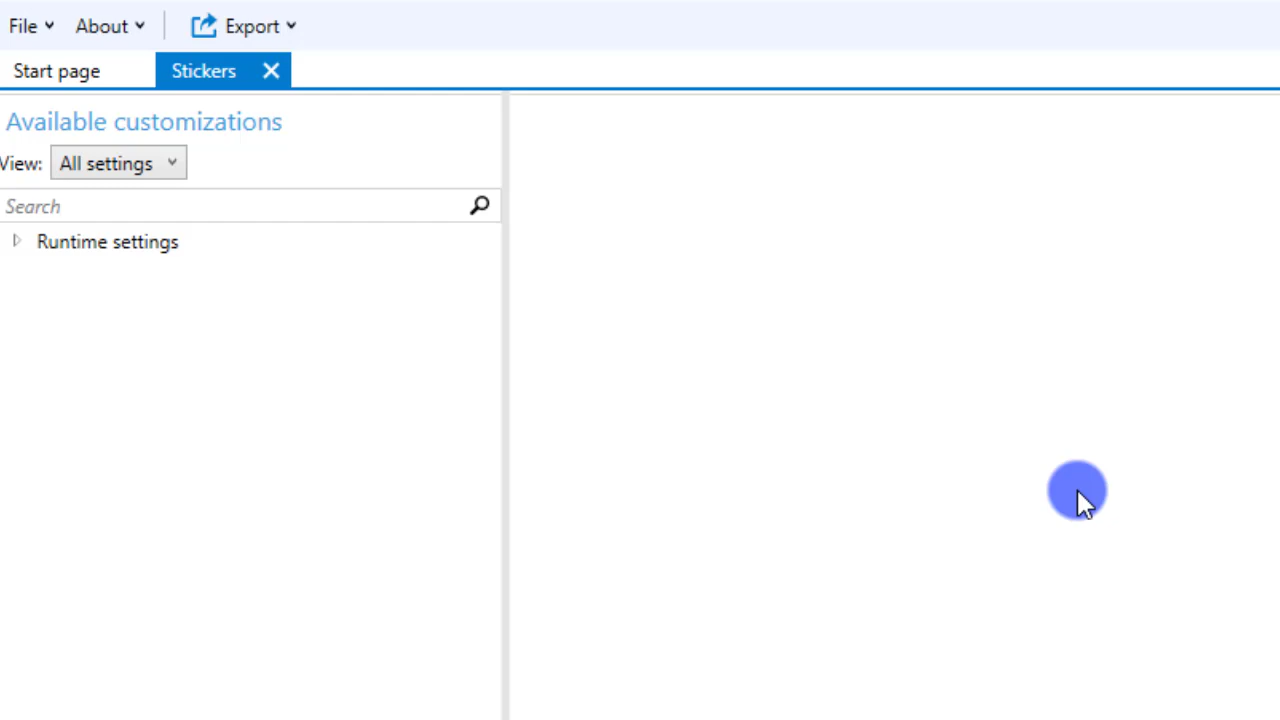 File About Export
Start page Stickers
Available customizations
View: All settings
Search
Runtime settings